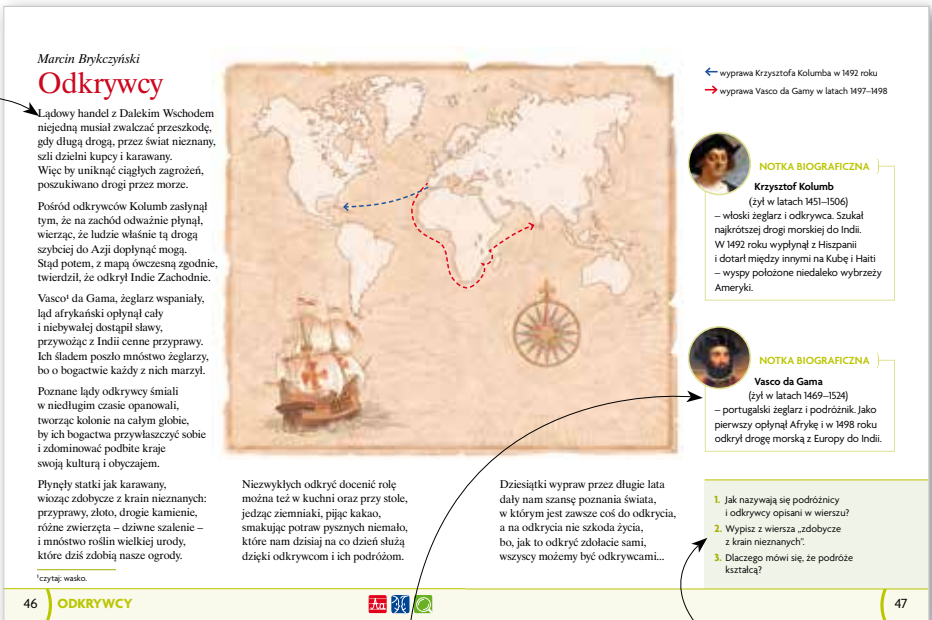 Marcin Brykczyński
Odkrywcy
Lądowy handel z Dalekim Wschodem
niejedną musiał zwalczać przeszkodę,
gdy długą drogą, przez świat nieznany,
szli dzielni kupcy i karawany.
Więc by uniknąć ciągłych zagrożeń,
poszukiwano drogi przez morze.
Pośród odkrywców Kolumb zasłynął
tym, że na zachód odważnie płynął,
wierząc, że ludzie właśnie tą drogą
szybciej do Azji dopłynąć mogą.
Stąd potem, z mapą ówczesną zgodnie,
twierdził, że odkrył Indie Zachodnie.
Vasco¹ da Gama, żeglarz wspaniały,
ląd afrykański opłynął cały
i niebywałej dostąpił sławy,
przywożąc z Indii cenne przyprawy.
Ich śladem poszło mnóstwo żeglarzy,
bo o bogactwie każdy z nich marzył.
Poznane lądy odkrywcy śmiali
w niedługim czasie opanowali,
tworząc kolonie na całym globie,
by ich bogactwa przywłaszczyć sobie
i zdominować podbite kraje
swoją kulturą i obyczajem.
Płynęły statki jak karawany,
wioząc zdobycze z krain nieznanych:
przyprawy, złoto, drogie kamienie,
różne zwierzęta – dziwne szalenie –
i mnóstwo roślin wielkiej urody,
które dziś zdobią nasze ogrody.
¹czytaj: wasko.
Niezwykłych odkryć docenić rolę
można też w kuchni oraz przy stole,
jedząc ziemniaki, pijąc kakao,
smakując potraw pysznych niemało,
które nam dzisiaj na co dzień służą
dzięki odkrywcom i ich podróżom.
Dziesiątki wypraw przez długie lata
dały nam szansę poznania świata,
w którym jest zawsze coś do odkrycia,
a na odkrycia nie szkoda życia,
bo, jak to odkryć zdołacie sami,
wszyscy możemy być odkrywcami...
wyprawa Krzysztofa Kolumba w 1492 roku
wyprawa Vasco da Gamy w latach 1497–1498
NOTKA BIOGRAFICZNA
Krzysztof Kolumb
(żył w latach 1451–1506)
– włoski żeglarz i odkrywca. Szukał
najkrótszej drogi morskiej do Indii.
W 1492 roku wypłynął z Hiszpanii
i dotarł między innymi na Kubę i Haiti
– wyspy położone niedaleko wybrzeży
Ameryki.
NOTKA BIOGRAFICZNA
Vasco da Gama
(żył w latach 1469–1524)
– portugalski żeglarz i podróżnik. Jako
pierwszy opłynął Afrykę i w 1498 roku
odkrył drogę morską z Europy do Indii.
1. Jak nazywają się podróżnicy
i odkrywcy opisani w wierszu?
2. Wypisz z wiersza „zdobycze
z krain nieznanych”.
3. Dlaczego mówi się, że podróże
kształcą?
46 ODKRYWCY
Aa
47